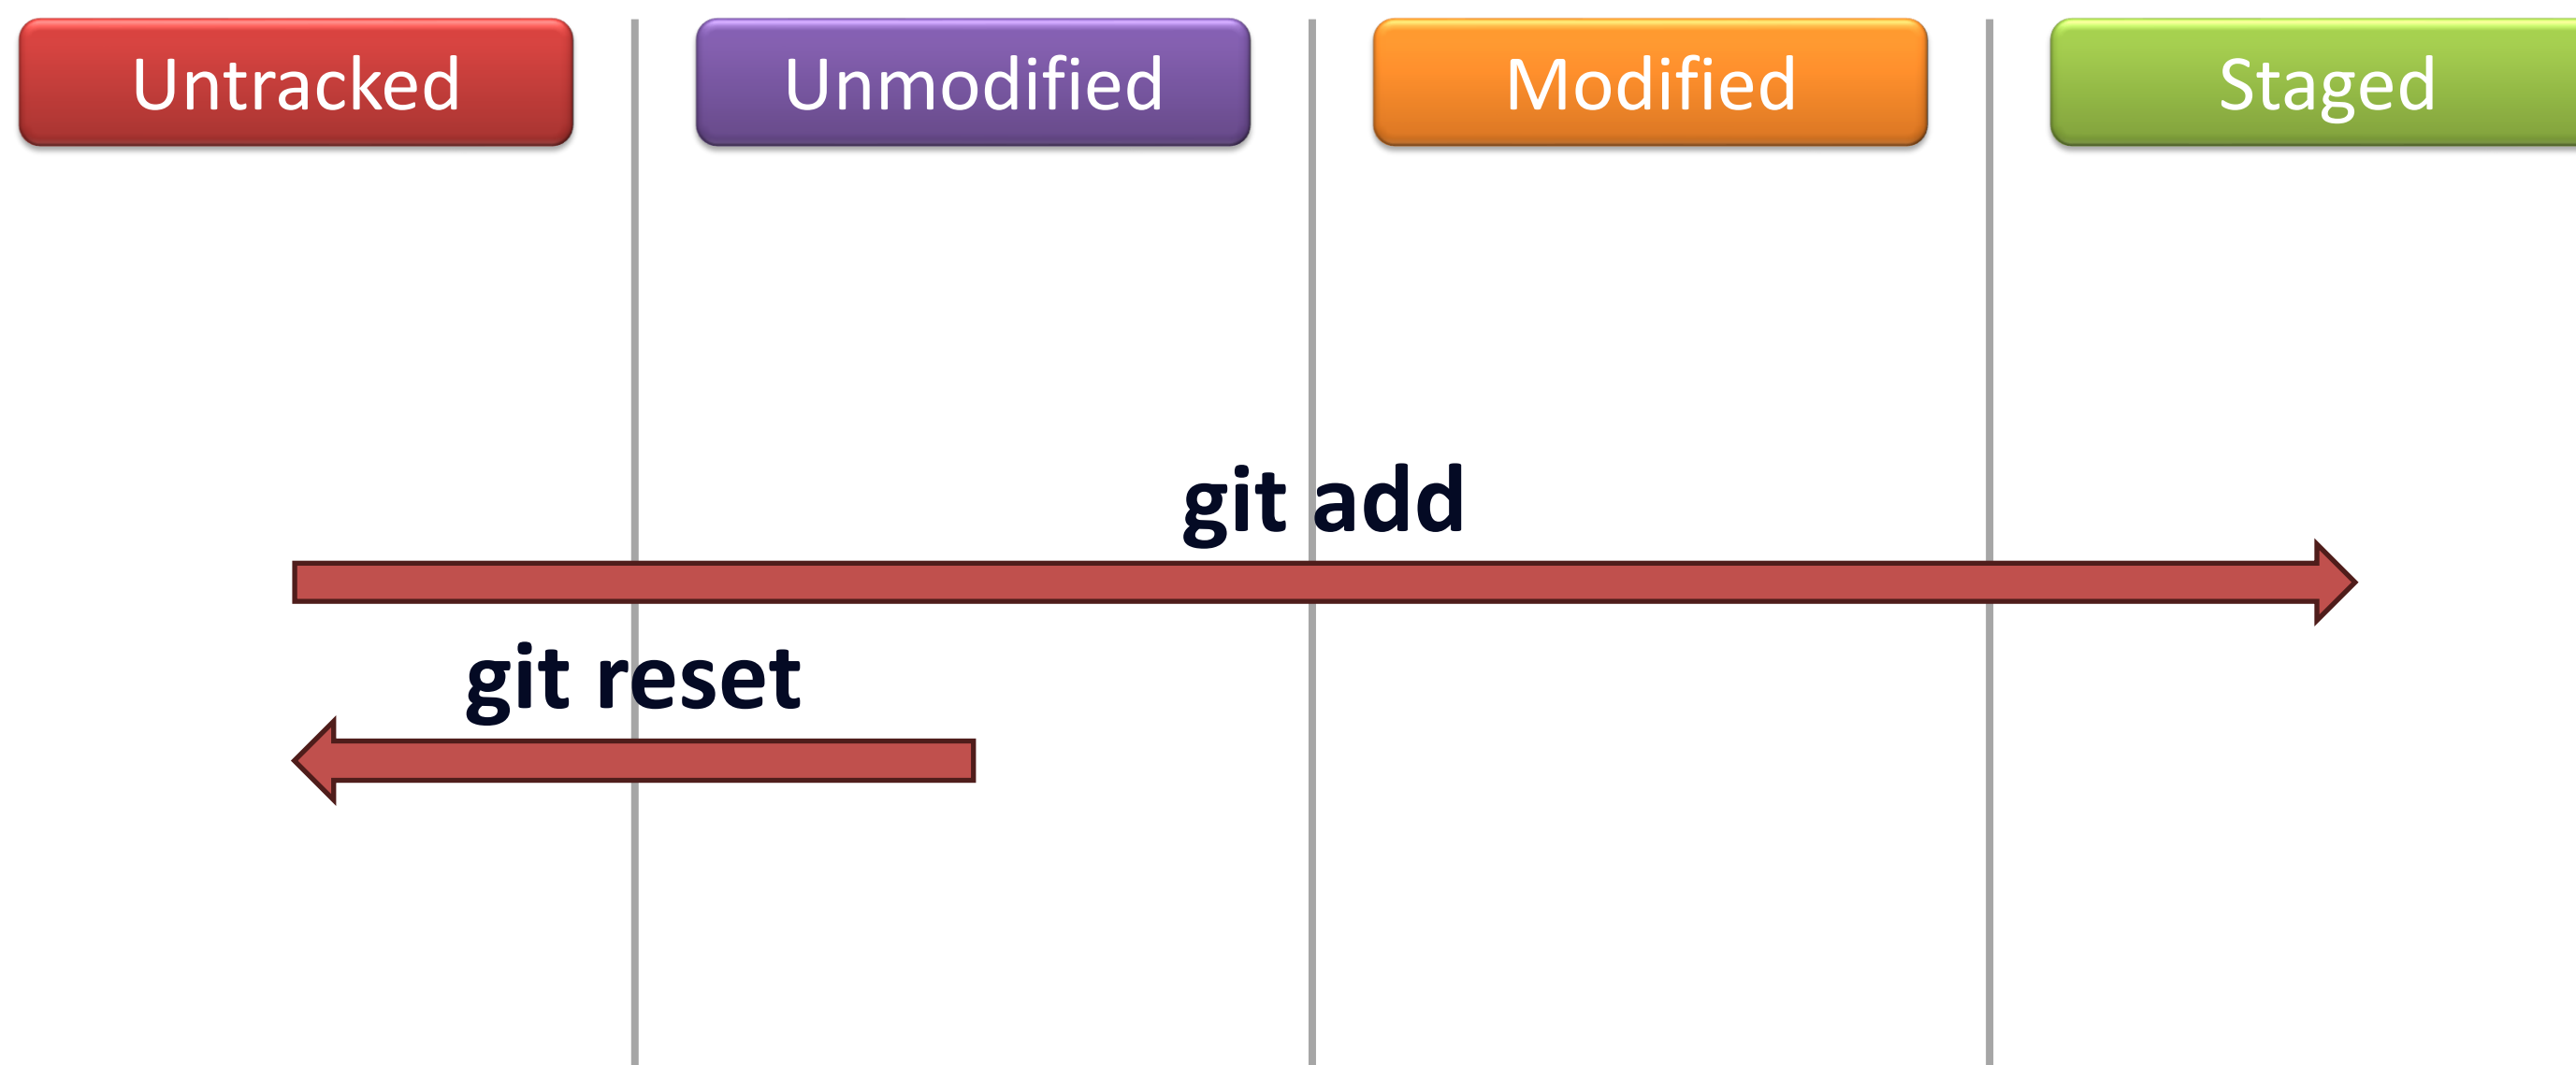 Untracked
Unmodified
Modified
Staged
git add
git reset